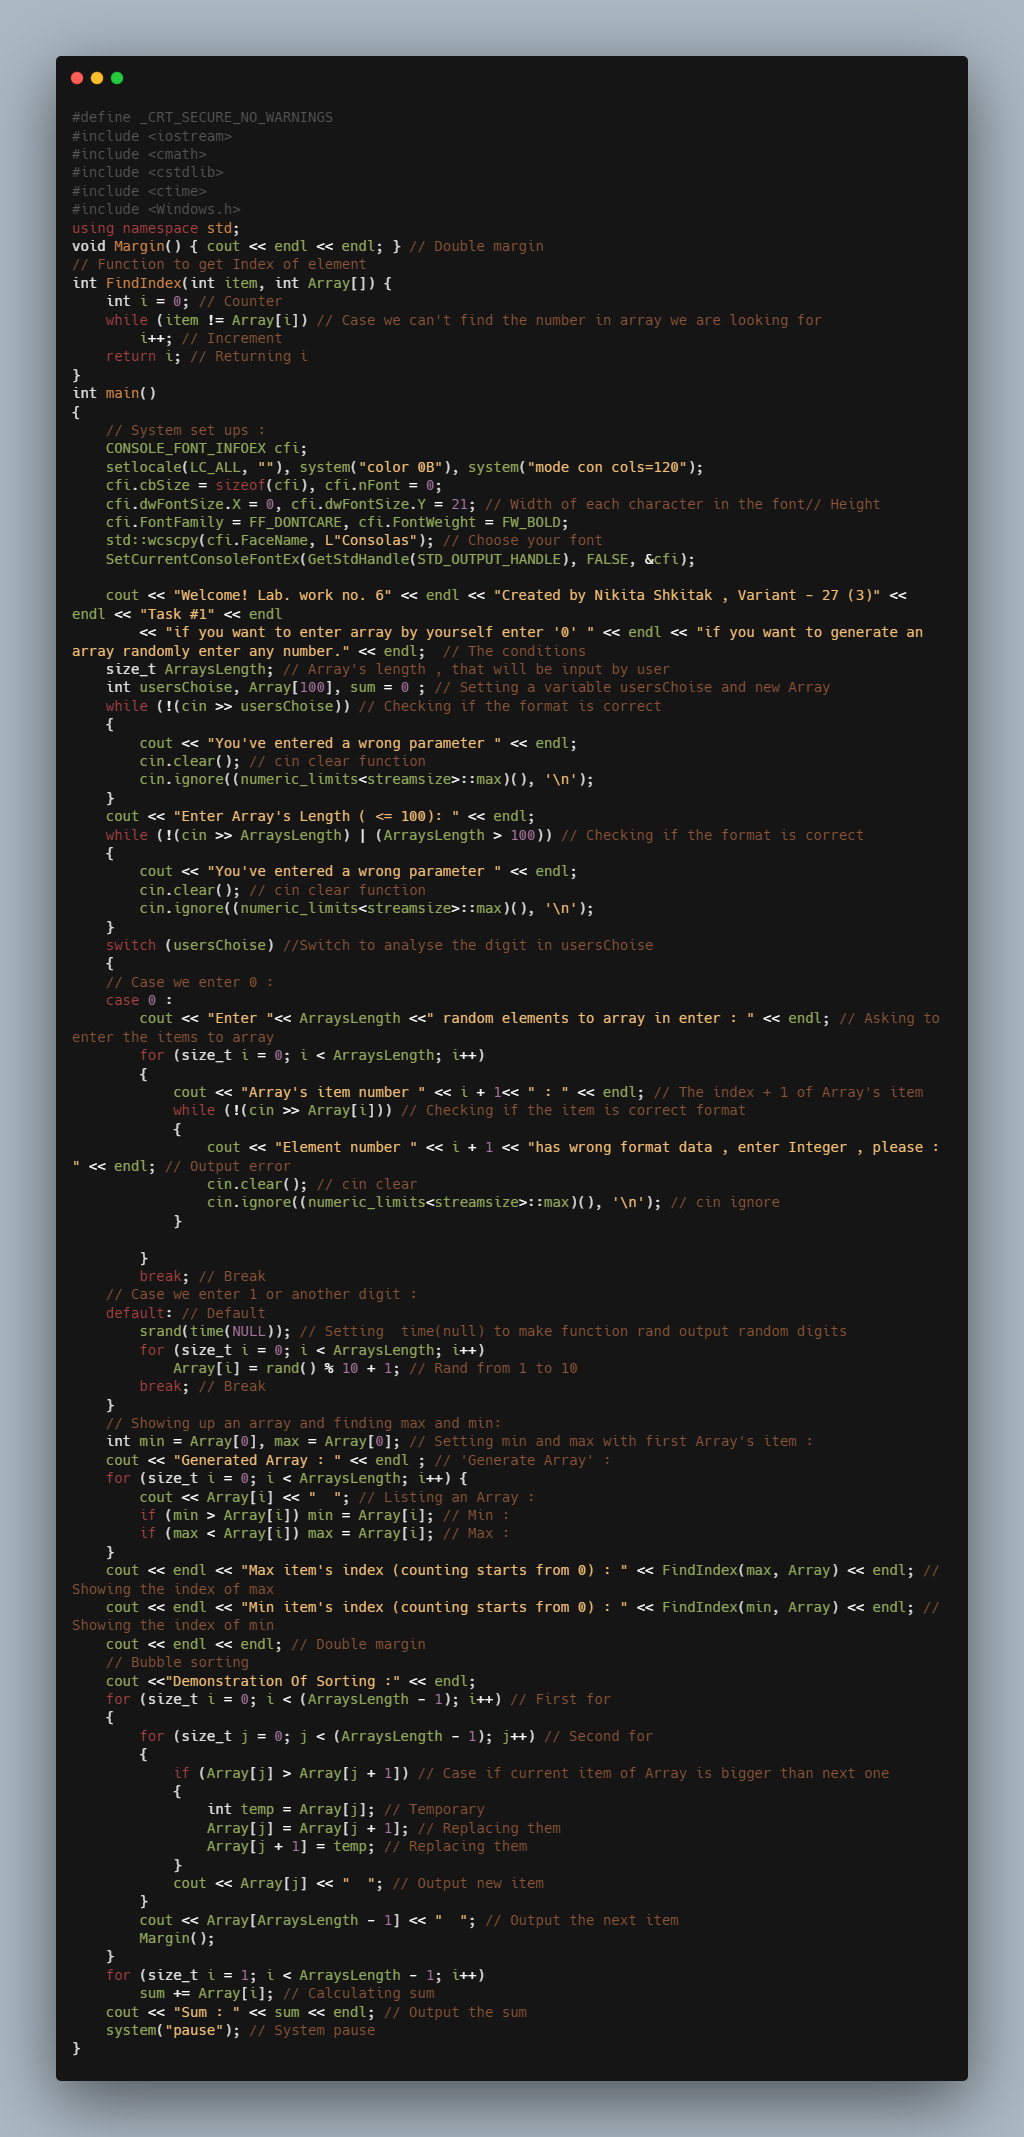 #define _CRT_SECURE_NO_WARNINGS
#include <iostream>
#include <cmath>
#include <cstdlib>
#include <ctime>
#include <Windows.h>
using namespace std;
void Margin() { cout << endl << endl; } // Double margin
// Function to get Index of element
int FindIndex(int item, int Array[]) {
    int i = 0; // Counter
    while (item != Array[i]) // Case we can't find the number in array we are looking for
        i++; // Increment
    return i; // Returning i
}
int main()
{
    // System set ups :
    CONSOLE_FONT_INFOEX cfi;
    setlocale(LC_ALL, ""), system("color 0B"), system("mode con cols=120");
    cfi.cbSize = sizeof(cfi), cfi.nFont = 0;
    cfi.dwFontSize.X = 0, cfi.dwFontSize.Y = 21; // Width of each character in the font// Height
    cfi.FontFamily = FF_DONTCARE, cfi.FontWeight = FW_BOLD;
    std::wcscpy(cfi.FaceName, L"Consolas"); // Choose your font
    SetCurrentConsoleFontEx(GetStdHandle(STD_OUTPUT_HANDLE), FALSE, &cfi);

    cout << "Welcome! Lab. work no. 6" << endl << "Created by Nikita Shkitak , Variant - 27 (3)" <<
endl << "Task #1" << endl
        << "if you want to enter array by yourself enter '0' " << endl << "if you want to generate an
array randomly enter any number." << endl;  // The conditions
    size_t ArraysLength; // Array's length , that will be input by user
    int usersChoise, Array[100], sum = 0 ; // Setting a variable usersChoise and new Array
    while (!(cin >> usersChoise)) // Checking if the format is correct
    {
        cout << "You've entered a wrong parameter " << endl;
        cin.clear(); // cin clear function
        cin.ignore((numeric_limits<streamsize>::max)(), '\n');
    }
    cout << "Enter Array's Length ( <= 100): " << endl;
    while (!(cin >> ArraysLength) | (ArraysLength > 100)) // Checking if the format is correct
    {
        cout << "You've entered a wrong parameter " << endl;
        cin.clear(); // cin clear function
        cin.ignore((numeric_limits<streamsize>::max)(), '\n');
    }
    switch (usersChoise) //Switch to analyse the digit in usersChoise
    {
    // Case we enter 0 :
    case 0 :
        cout << "Enter "<< ArraysLength <<" random elements to array in enter : " << endl; // Asking to
enter the items to array
        for (size_t i = 0; i < ArraysLength; i++)
        {
            cout << "Array's item number " << i + 1<< " : " << endl; // The index + 1 of Array's item
            while (!(cin >> Array[i])) // Checking if the item is correct format
            {
                cout << "Element number " << i + 1 << "has wrong format data , enter Integer , please :
" << endl; // Output error
                cin.clear(); // cin clear
                cin.ignore((numeric_limits<streamsize>::max)(), '\n'); // cin ignore
            }

        }
        break; // Break
    // Case we enter 1 or another digit :
    default: // Default
        srand(time(NULL)); // Setting  time(null) to make function rand output random digits
        for (size_t i = 0; i < ArraysLength; i++)
            Array[i] = rand() % 10 + 1; // Rand from 1 to 10
        break; // Break
    }
    // Showing up an array and finding max and min:
    int min = Array[0], max = Array[0]; // Setting min and max with first Array's item :
    cout << "Generated Array : " << endl ; // 'Generate Array' :
    for (size_t i = 0; i < ArraysLength; i++) {
        cout << Array[i] << "  "; // Listing an Array :
        if (min > Array[i]) min = Array[i]; // Min :
        if (max < Array[i]) max = Array[i]; // Max :
    }
    cout << endl << "Max item's index (counting starts from 0) : " << FindIndex(max, Array) << endl; //
Showing the index of max
    cout << endl << "Min item's index (counting starts from 0) : " << FindIndex(min, Array) << endl; //
Showing the index of min
    cout << endl << endl; // Double margin
    // Bubble sorting
    cout <<"Demonstration Of Sorting :" << endl;
    for (size_t i = 0; i < (ArraysLength - 1); i++) // First for
    {
        for (size_t j = 0; j < (ArraysLength - 1); j++) // Second for
        {
            if (Array[j] > Array[j + 1]) // Case if current item of Array is bigger than next one
            {
                int temp = Array[j]; // Temporary
                Array[j] = Array[j + 1]; // Replacing them
                Array[j + 1] = temp; // Replacing them
            }
            cout << Array[j] << "  "; // Output new item
        }
        cout << Array[ArraysLength - 1] << "  "; // Output the next item
        Margin();
    }
    for (size_t i = 1; i < ArraysLength - 1; i++)
        sum += Array[i]; // Calculating sum
    cout << "Sum : " << sum << endl; // Output the sum
    system("pause"); // System pause
}